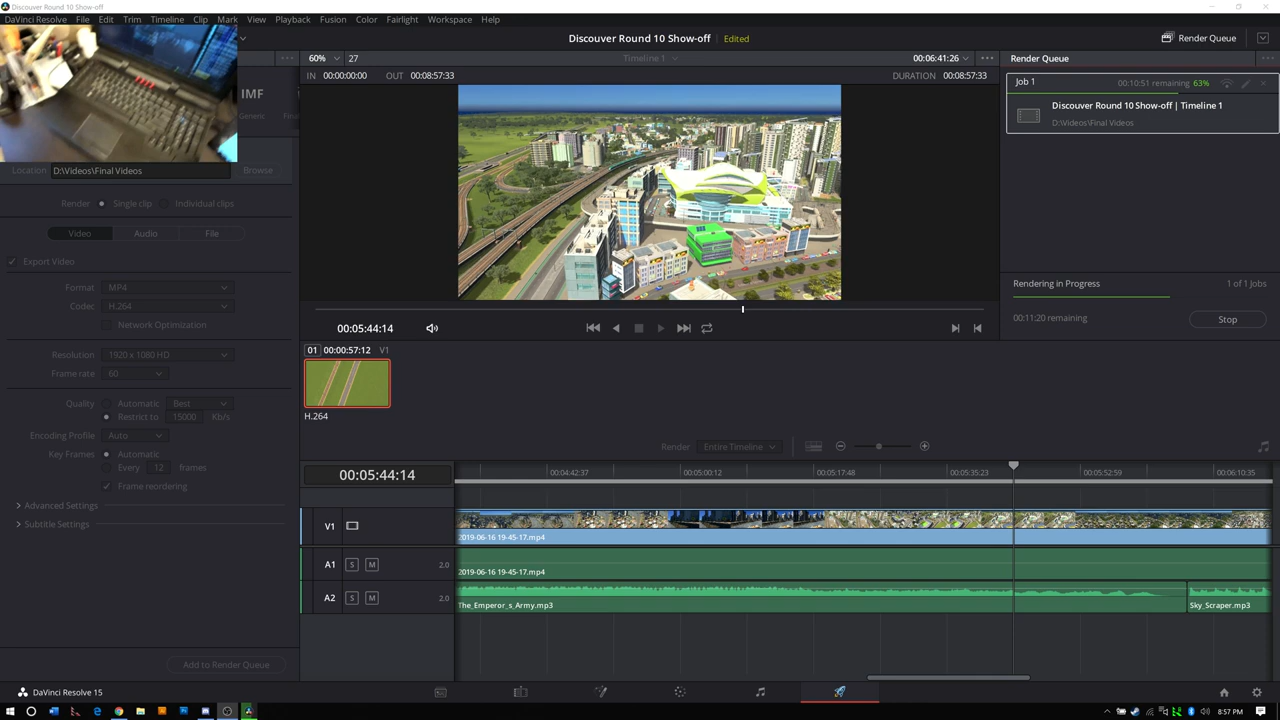 Discouver Round 10 Show-off
DaVinci Resolve File Edit Trim Timeline Clip Mark View Playback Fusion Color Fairlight Workspace Help
Discouver Round 10 Show-off Edited
Render Queue
60% 27 Timeline 1 00:06:41:26
Render Queue
IN 00:00:00:00 OUT 00:08:57:33 DURATION 00:08:57:33
Job 1 00:10:51 remaining 63%
Discover Round 10 Show-off | Timeline 1
D:\Videos\Final Videos
IMF
Generic
Location D:\Videos\Final Videos Browse
Render Single clip Individual clips
Video Audio File
Export Video
Format MP4
Codec H.264
Network Optimization
Resolution 1920 x 1080 HD
Frame rate 60
Quality Automatic Best
Restrict to 15000 Kb/s
Encoding Profile Auto
Key Frames Automatic
Every 12 frames
Frame reordering
Advanced Settings
Subtitle Settings
Add to Render Queue
Rendering in Progress 1 of 1 Jobs
00:11:20 remaining Stop
00:05:44:14
01 00:00:57:12 V1
H.264
Render Entire Timeline
00:05:44:14
00:04:42:37 00:05:00:12 00:05:17:48 00:05:35:23 00:05:52:59 00:06:10:35
V1
2019-06-16 19-45-17.mp4
A1 S M 2.0
2019-06-16 19-45-17.mp4
A2 S M 2.0
The_Emperor_s_Army.mp3 Sky_Scraper.mp3
DaVinci Resolve 15
8:57 PM